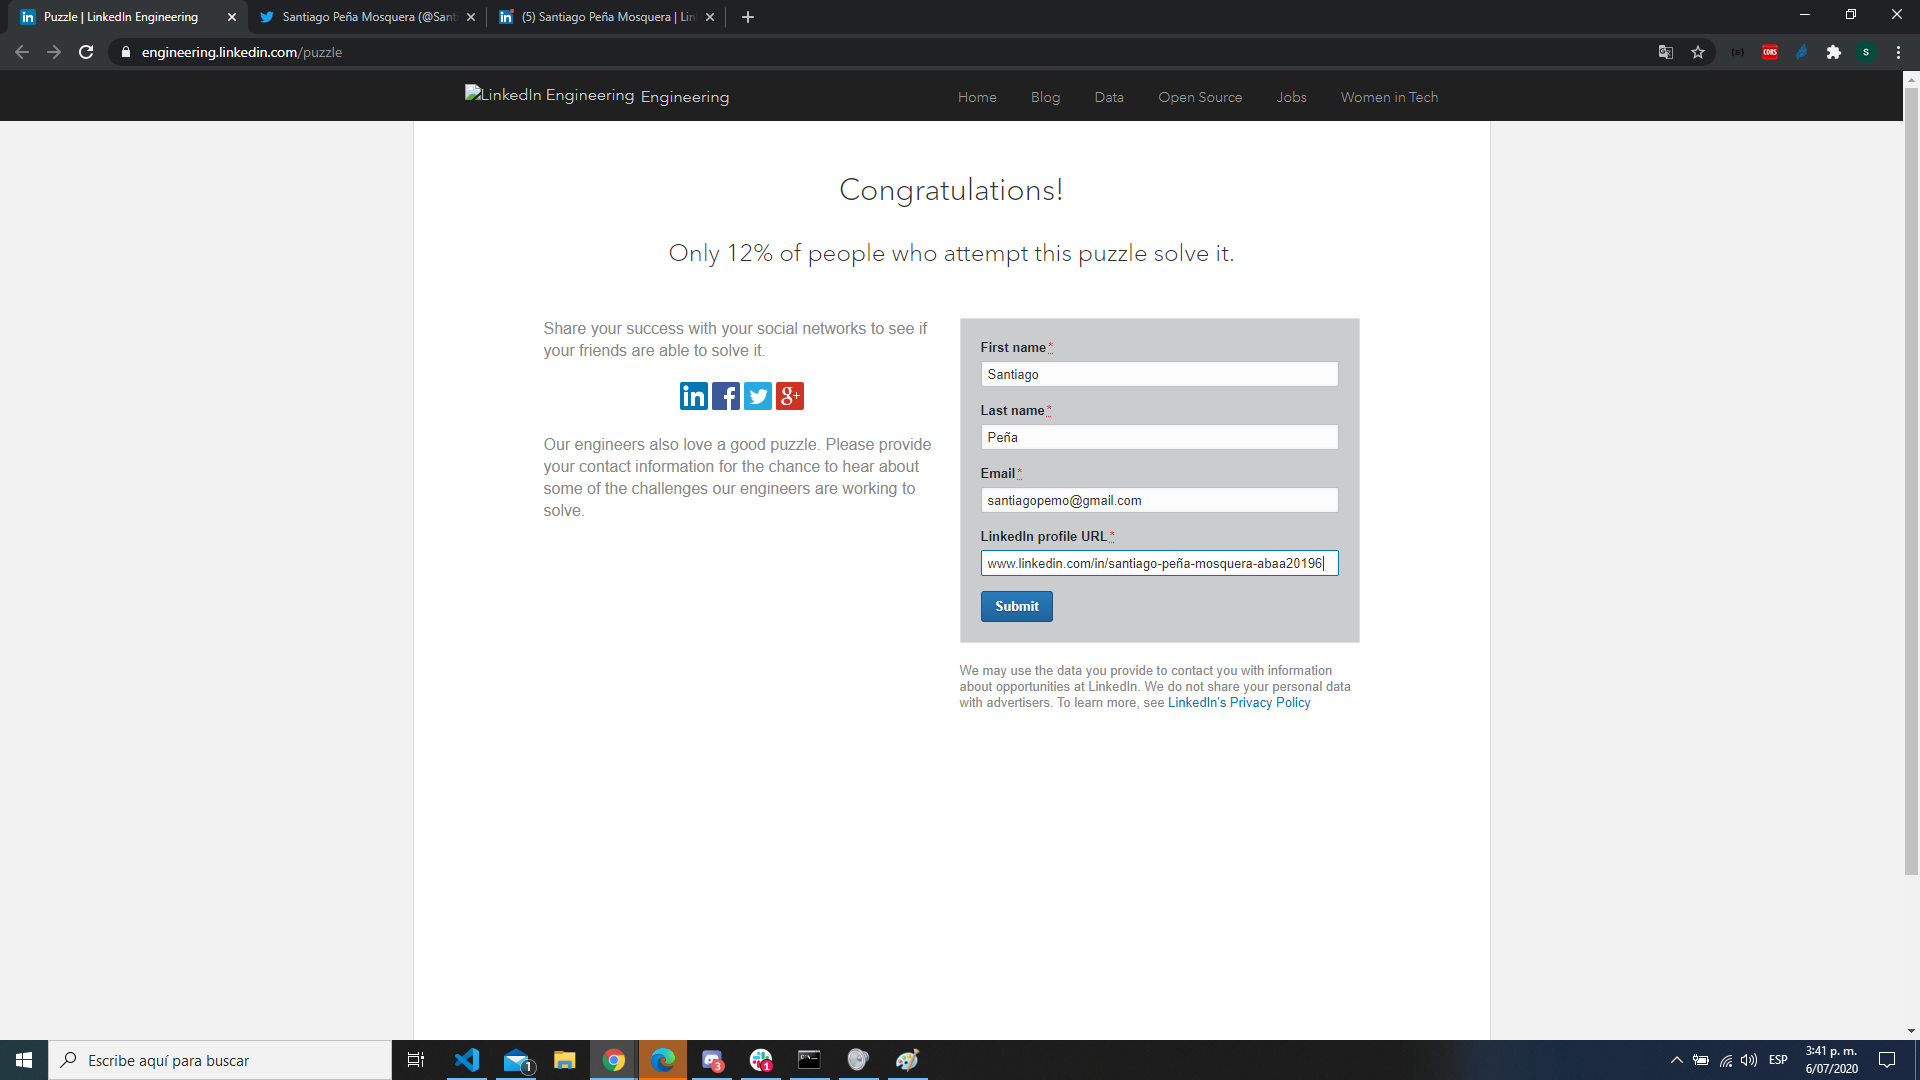 Puzzle | LinkedIn Engineering
Santiago Peña Mosquera (@Sant
(5) Santiago Peña Mosquera | Lin
engineering.linkedin.com/puzzle
CORS
S
LinkedIn Engineering Engineering
Home Blog Data Open Source Jobs Women in Tech
Congratulations!
Only 12% of people who attempt this puzzle solve it.
Share your success with your social networks to see if
your friends are able to solve it.
Our engineers also love a good puzzle. Please provide
your contact information for the chance to hear about
some of the challenges our engineers are working to
solve.
First name*
Santiago
Last name*
Peña
Email*
santiagopemo@gmail.com
LinkedIn profile URL*
www.linkedin.com/in/santiago-peña-mosquera-abaa20196
Submit
We may use the data you provide to contact you with information
about opportunities at LinkedIn. We do not share your personal data
with advertisers. To learn more, see LinkedIn's Privacy Policy
Escribe aquí para buscar
1
3
1
ESP
3:41 p. m.
6/07/2020